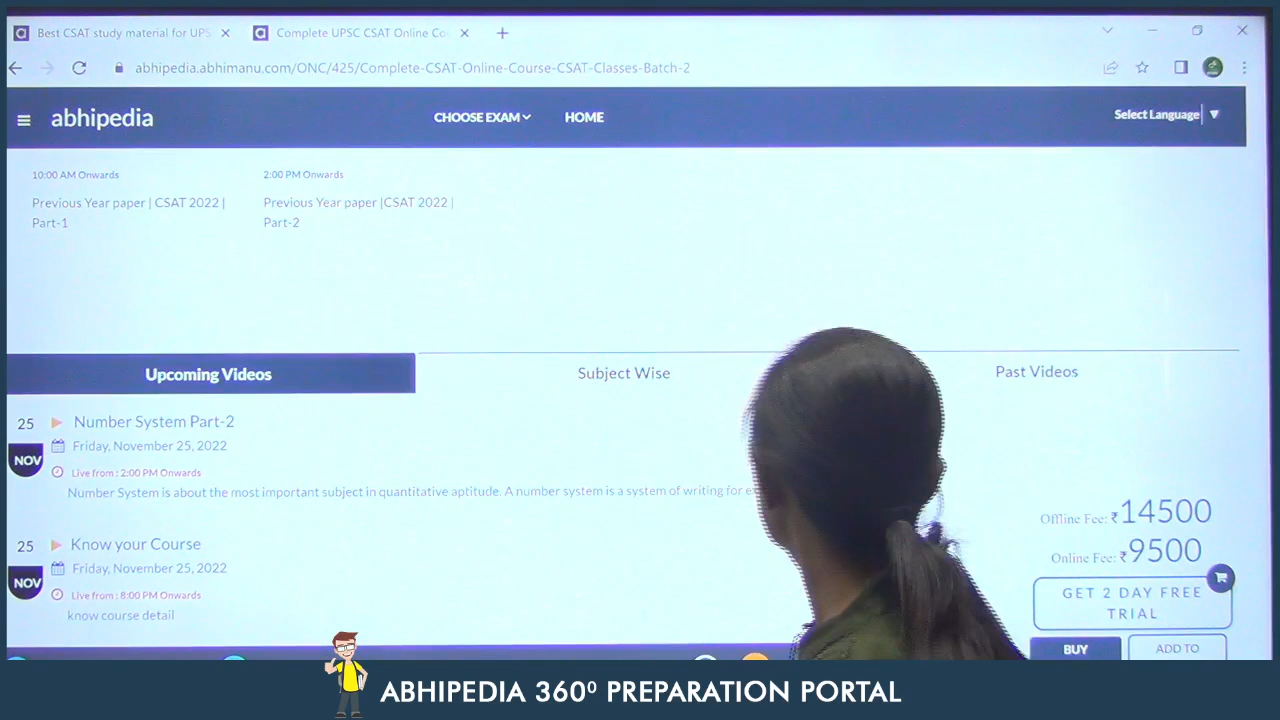 Best CSAT study material for UPS
Complete UPSC CSAT Online Co
abhipedia.abhimanu.com/ONC/425/Complete-CSAT-Online-Course-CSAT-Classes-Batch-2
abhipedia
CHOOSE EXAM
HOME
Select Language
10:00 AM Onwards
2:00 PM Onwards
Previous Year paper | CSAT 2022 |
Part-1
Previous Year paper |CSAT 2022 |
Part-2
Upcoming Videos
Subject Wise
Past Videos
25
NOV
Number System Part-2
Friday, November 25, 2022
Live from : 2:00 PM Onwards
Number System is about the most important subject in quantitative aptitude. A number system is a system of writing for
25
NOV
Know your Course
Friday, November 25, 2022
Live from : 8:00 PM Onwards
know course detail
Offline Fee: ₹14500
Online Fee: ₹9500
GET 2 DAY FREE
TRIAL
BUY
ADD TO
ABHIPEDIA 360⁰ PREPARATION PORTAL